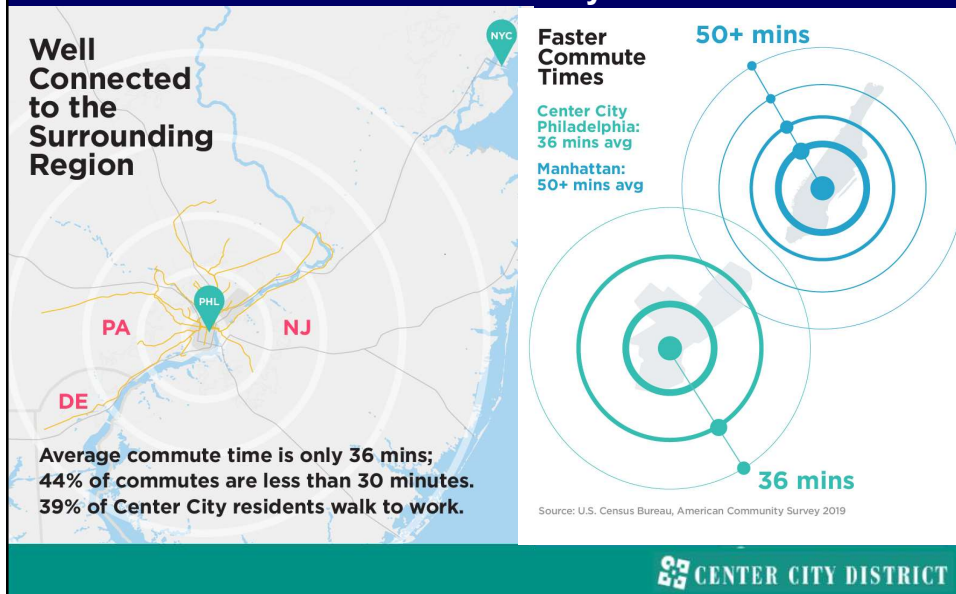 Well
Connected
to the
Surrounding
Region
NYC
PHL
PA
NJ
DE
Average commute time is only 36 mins;
44% of commutes are less than 30 minutes.
39% of Center City residents walk to work.
Faster
Commute
Times
50+ mins
Center City
Philadelphia:
36 mins avg
Manhattan:
50+ mins avg
36 mins
Source: U.S. Census Bureau, American Community Survey 2019
CENTER CITY DISTRICT